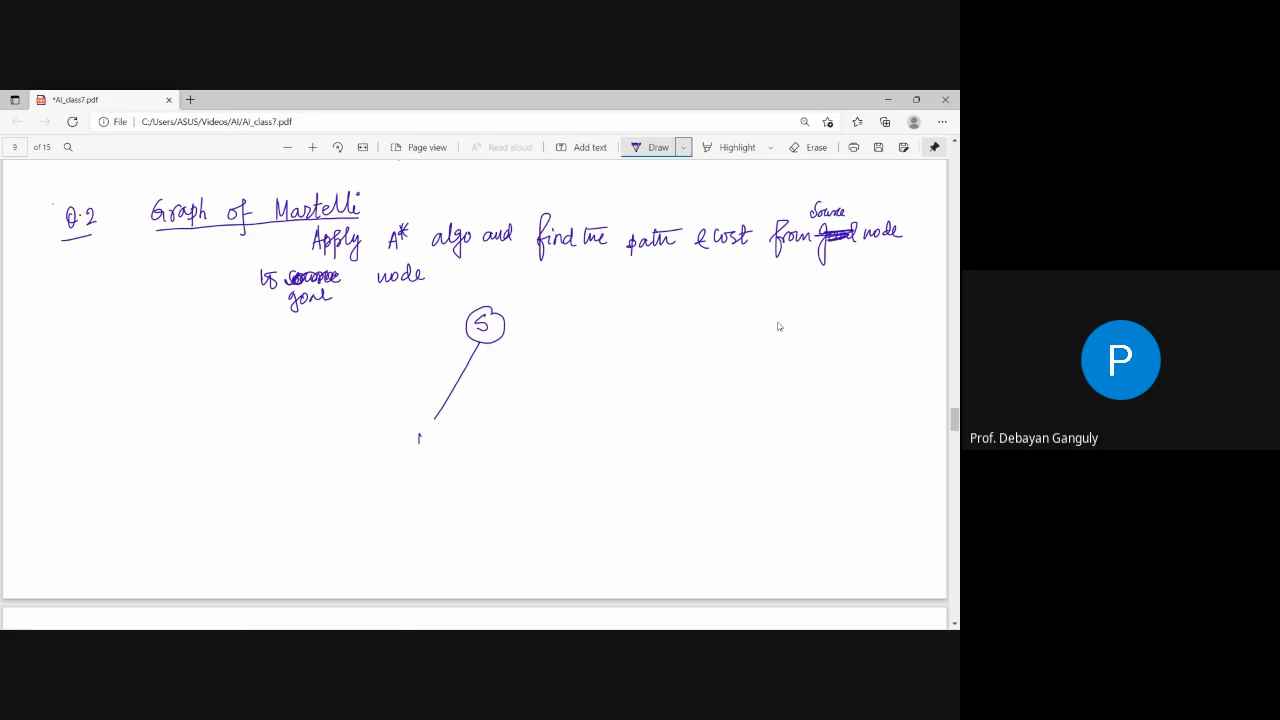 *AI_class7.pdf
File C:/Users/ASUS/Videos/AI/AI_class7.pdf
9 of 15 Page view Read aloud Add text Draw Highlight Erase
Q.2 Graph of Martelli
Source
Apply A* algo and find the path & cost from node
to node
goal
S
P
Prof. Debayan Ganguly